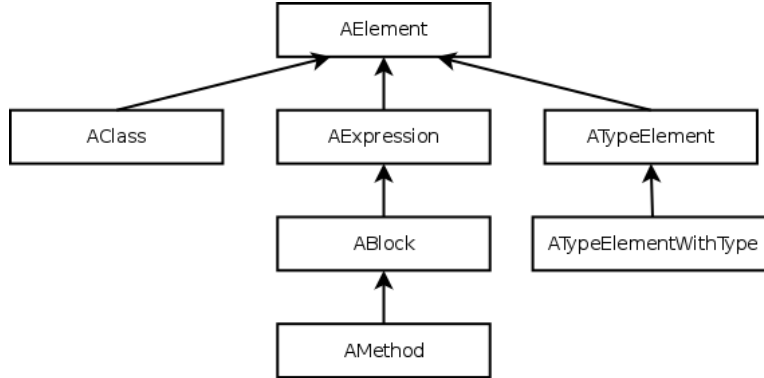 AElement
AClass
AExpression
ATypeElement
ABlock
ATypeElementWithType
AMethod